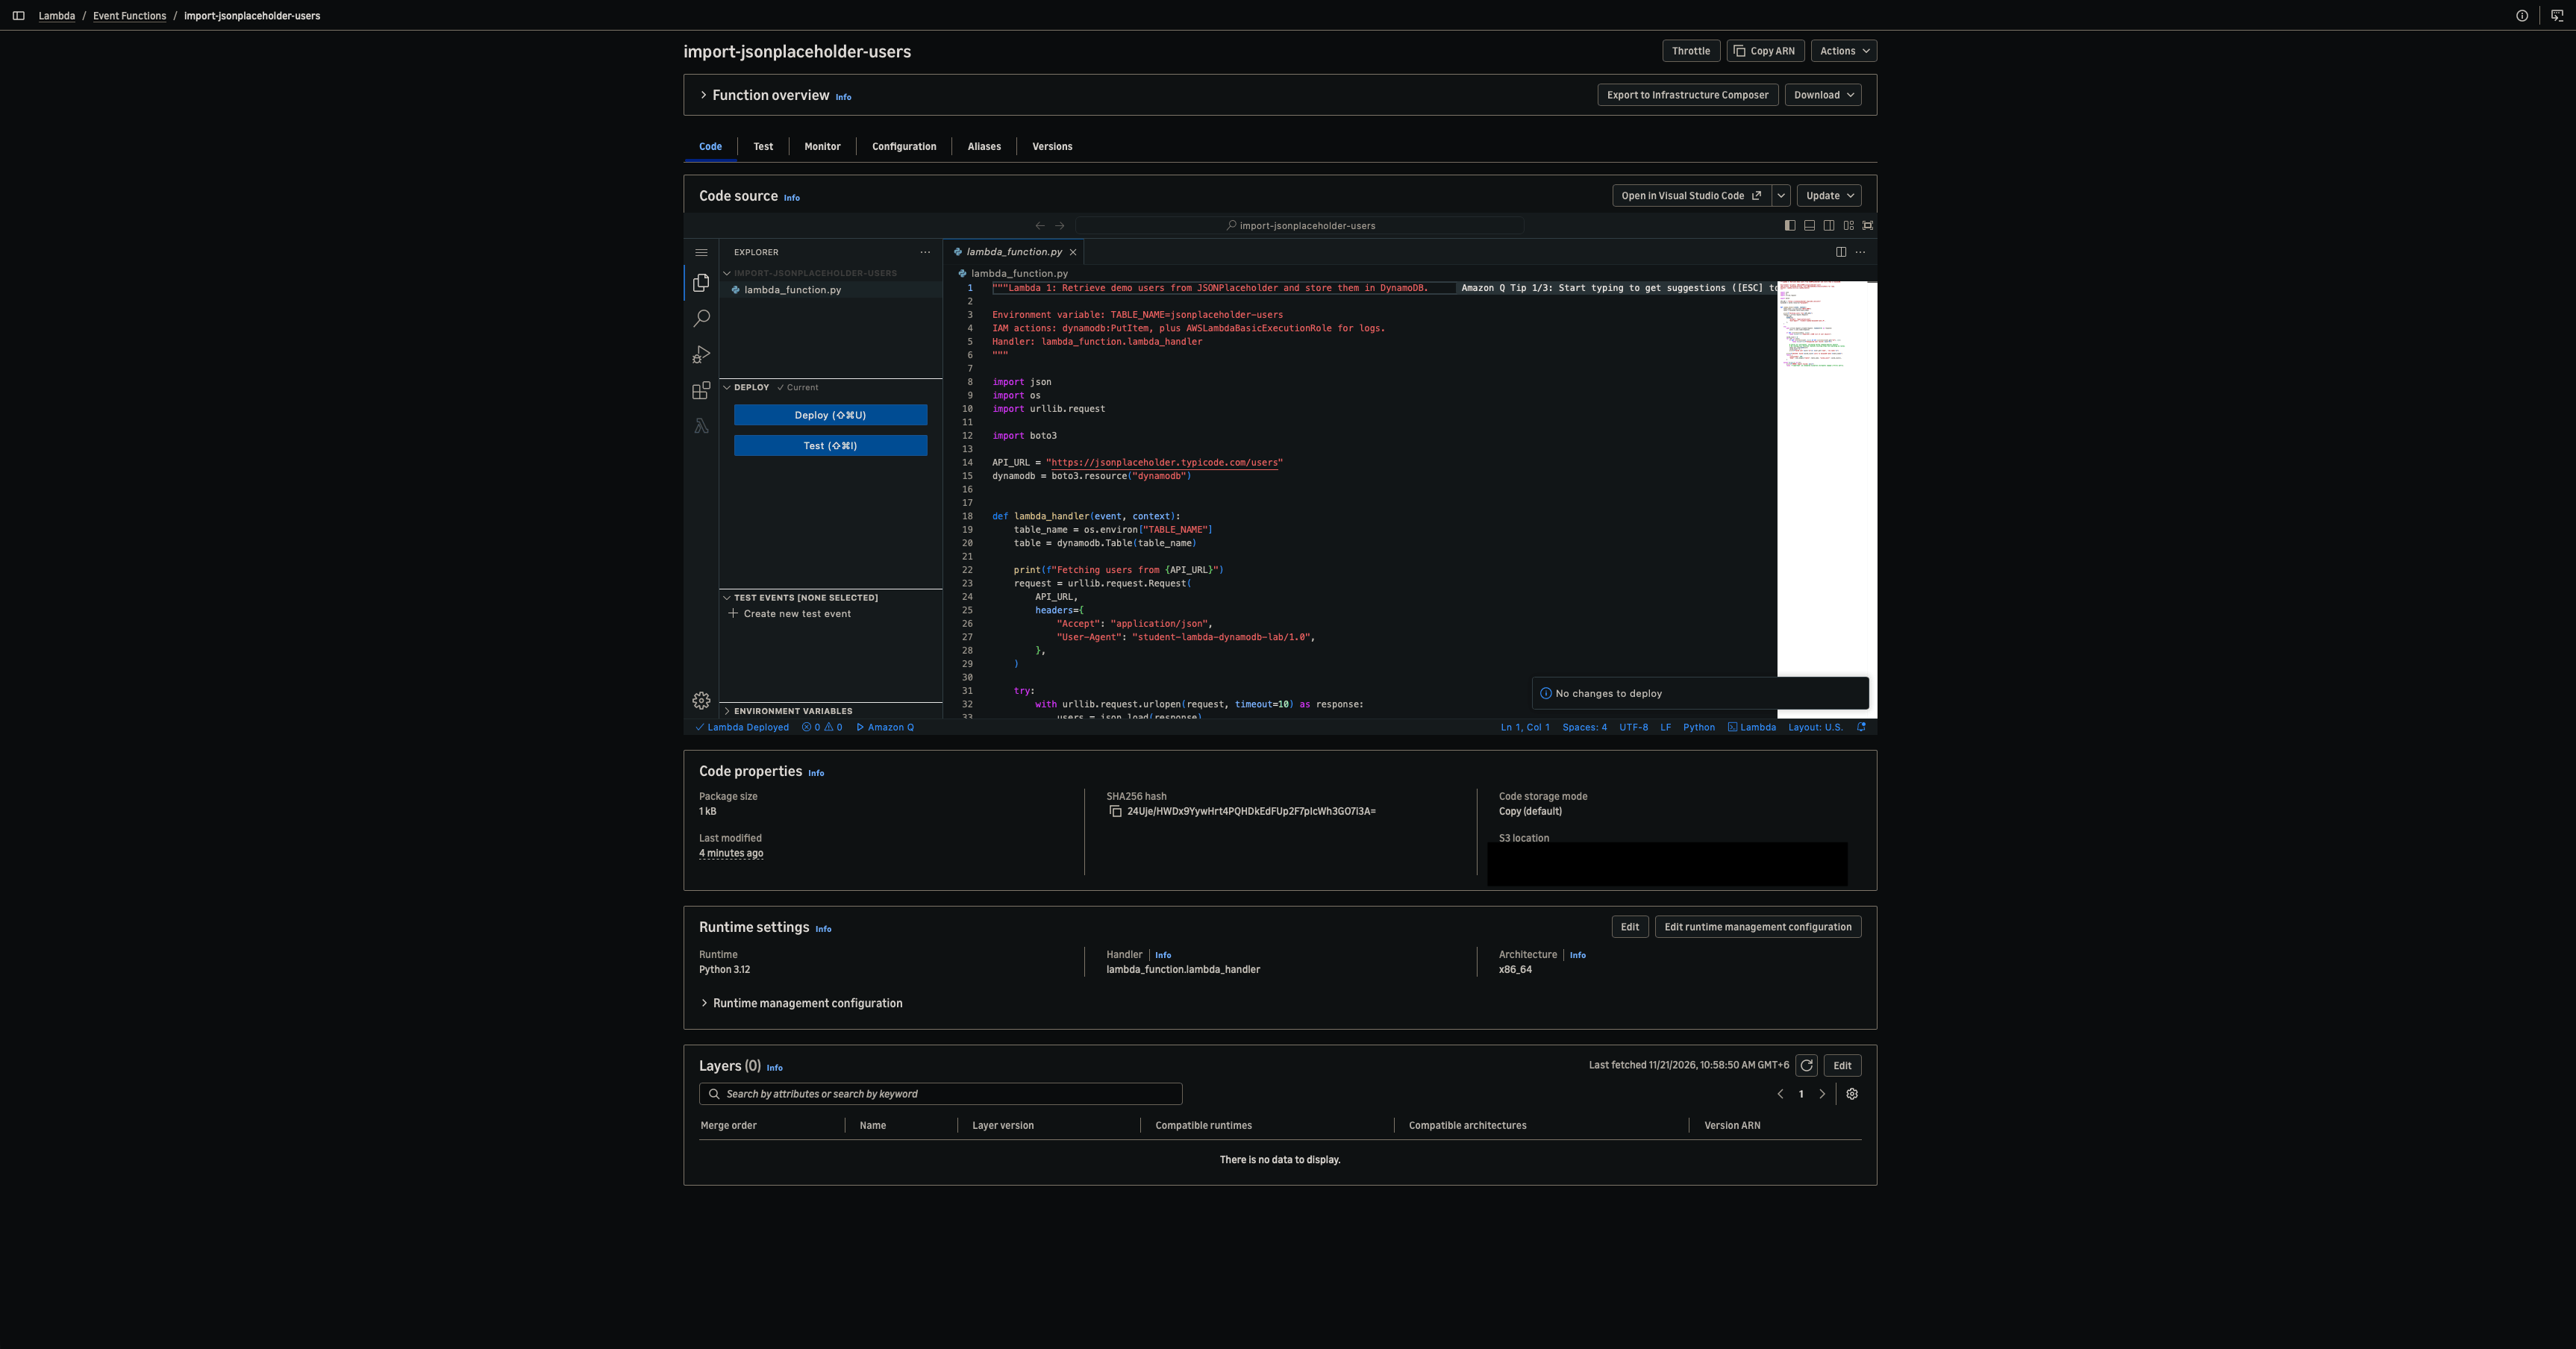 Lambda / Event Functions / import-jsonplaceholder-users
import-jsonplaceholder-users
Throttle Copy ARN Actions
Function overview Info
Export to Infrastructure Composer Download
Code Test Monitor Configuration Aliases Versions
Code source Info
Open in Visual Studio Code Update
import-jsonplaceholder-users
EXPLORER
IMPORT-JSONPLACEHOLDER-USERS
lambda_function.py
DEPLOY Current
Deploy (⇧⌘U)
Test (⇧⌘I)
TEST EVENTS [NONE SELECTED]
Create new test event
ENVIRONMENT VARIABLES
lambda_function.py
lambda_function.py
1 """Lambda 1: Retrieve demo users from JSONPlaceholder and store them in DynamoDB. Amazon Q Tip 1/3: Start typing to get suggestions ([ESC] to
2
3 Environment variable: TABLE_NAME=jsonplaceholder-users
4 IAM actions: dynamodb:PutItem, plus AWSLambdaBasicExecutionRole for logs.
5 Handler: lambda_function.lambda_handler
6 """
7
8 import json
9 import os
10 import urllib.request
11
12 import boto3
13
14 API_URL = "https://jsonplaceholder.typicode.com/users"
15 dynamodb = boto3.resource("dynamodb")
16
17
18 def lambda_handler(event, context):
19 table_name = os.environ["TABLE_NAME"]
20 table = dynamodb.Table(table_name)
21
22 print(f"Fetching users from {API_URL}")
23 request = urllib.request.Request(
24 API_URL,
25 headers={
26 "Accept": "application/json",
27 "User-Agent": "student-lambda-dynamodb-lab/1.0",
28 },
29 )
30
31 try:
32 with urllib.request.urlopen(request, timeout=10) as response:
33 users = json.load(response)
No changes to deploy
Lambda Deployed 0 0 Amazon Q
Ln 1, Col 1 Spaces: 4 UTF-8 LF Python Lambda Layout: U.S.
Code properties Info
Package size
1 kB
SHA256 hash
24Uje/HWDx9YywHrt4PQHDkEdFUp2F7pIcWh3GO7i3A=
Code storage mode
Copy (default)
Last modified
4 minutes ago
S3 location
Runtime settings Info
Edit Edit runtime management configuration
Runtime
Python 3.12
Handler Info
lambda_function.lambda_handler
Architecture Info
x86_64
Runtime management configuration
Layers (0) Info
Last fetched 11/21/2026, 10:58:50 AM GMT+6 Edit
Search by attributes or search by keyword
1
Merge order Name Layer version Compatible runtimes Compatible architectures Version ARN
There is no data to display.